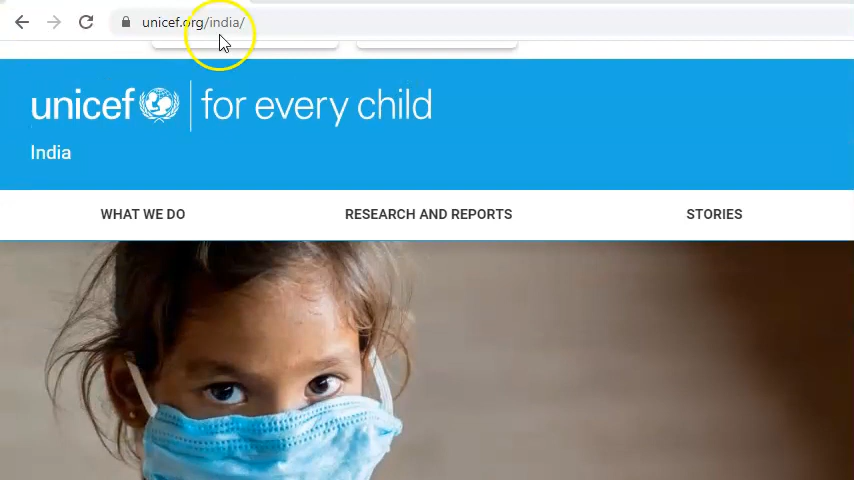 unicef.org/india/
unicef for every child
India
WHAT WE DO RESEARCH AND REPORTS STORIES